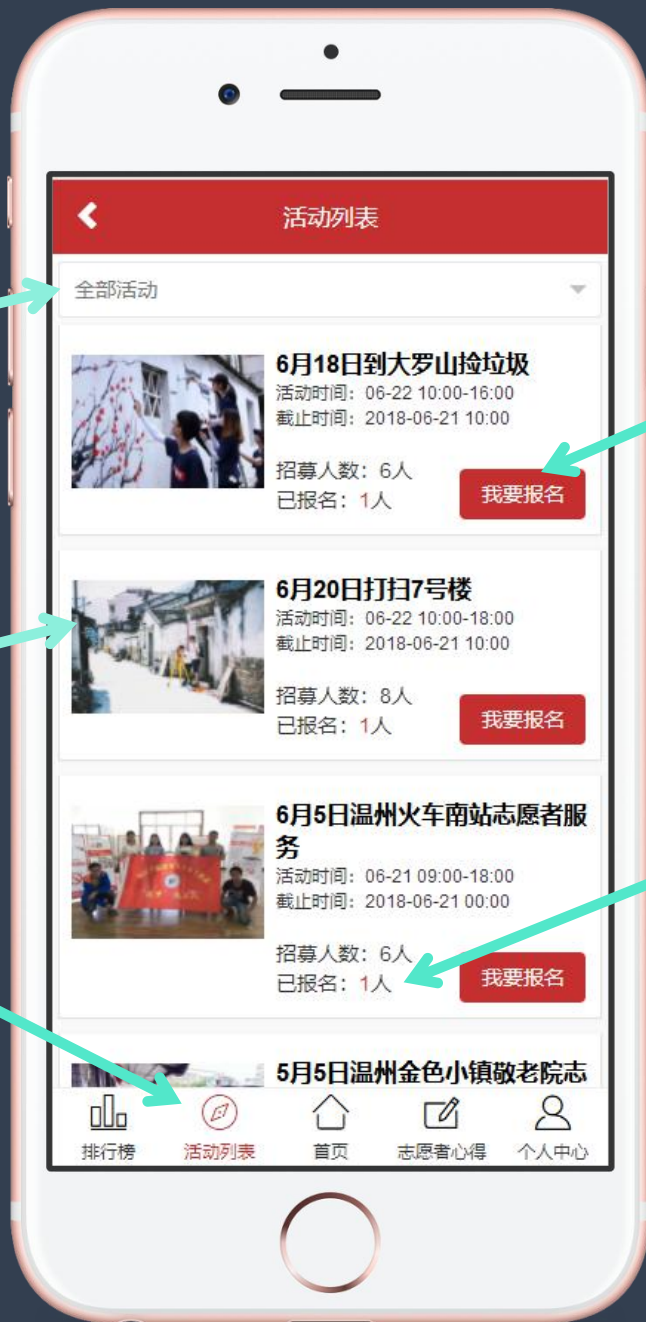 活动列表
全部活动
6月18日到大罗山捡垃圾
活动时间：06-22 10:00-16:00
截止时间：2018-06-21 10:00
招募人数：6人
已报名：1人
我要报名
6月20日打扫7号楼
活动时间：06-22 10:00-18:00
截止时间：2018-06-21 10:00
招募人数：8人
已报名：1人
我要报名
6月5日温州火车南站志愿者服
务
活动时间：06-21 09:00-18:00
截止时间：2018-06-21 00:00
招募人数：6人
已报名：1人
我要报名
5月5日温州金色小镇敬老院志
排行榜 活动列表 首页 志愿者心得 个人中心